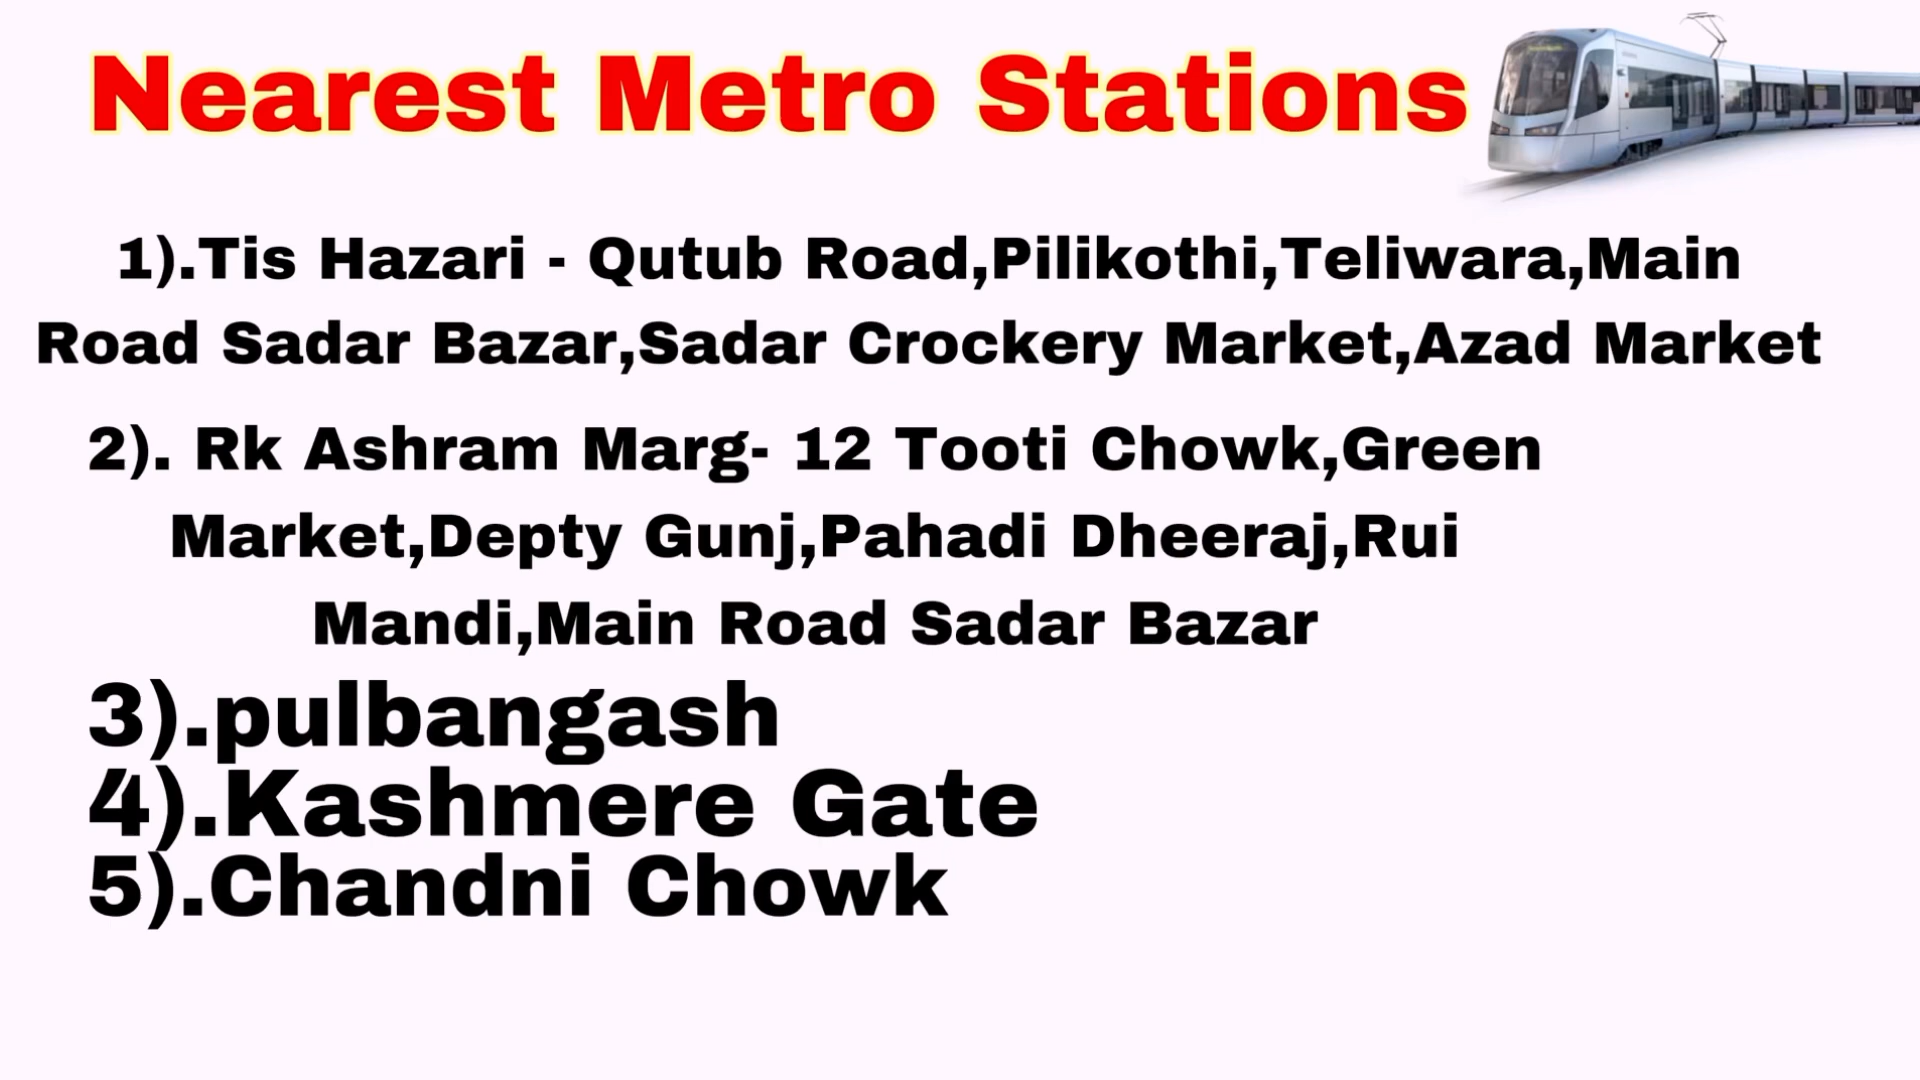 Nearest Metro Stations
1).Tis Hazari - Qutub Road,Pilikothi,Teliwara,Main
Road Sadar Bazar,Sadar Crockery Market,Azad Market
2). Rk Ashram Marg- 12 Tooti Chowk,Green
Market,Depty Gunj,Pahadi Dheeraj,Rui
Mandi,Main Road Sadar Bazar
3).pulbangash
4).Kashmere Gate
5).Chandni Chowk